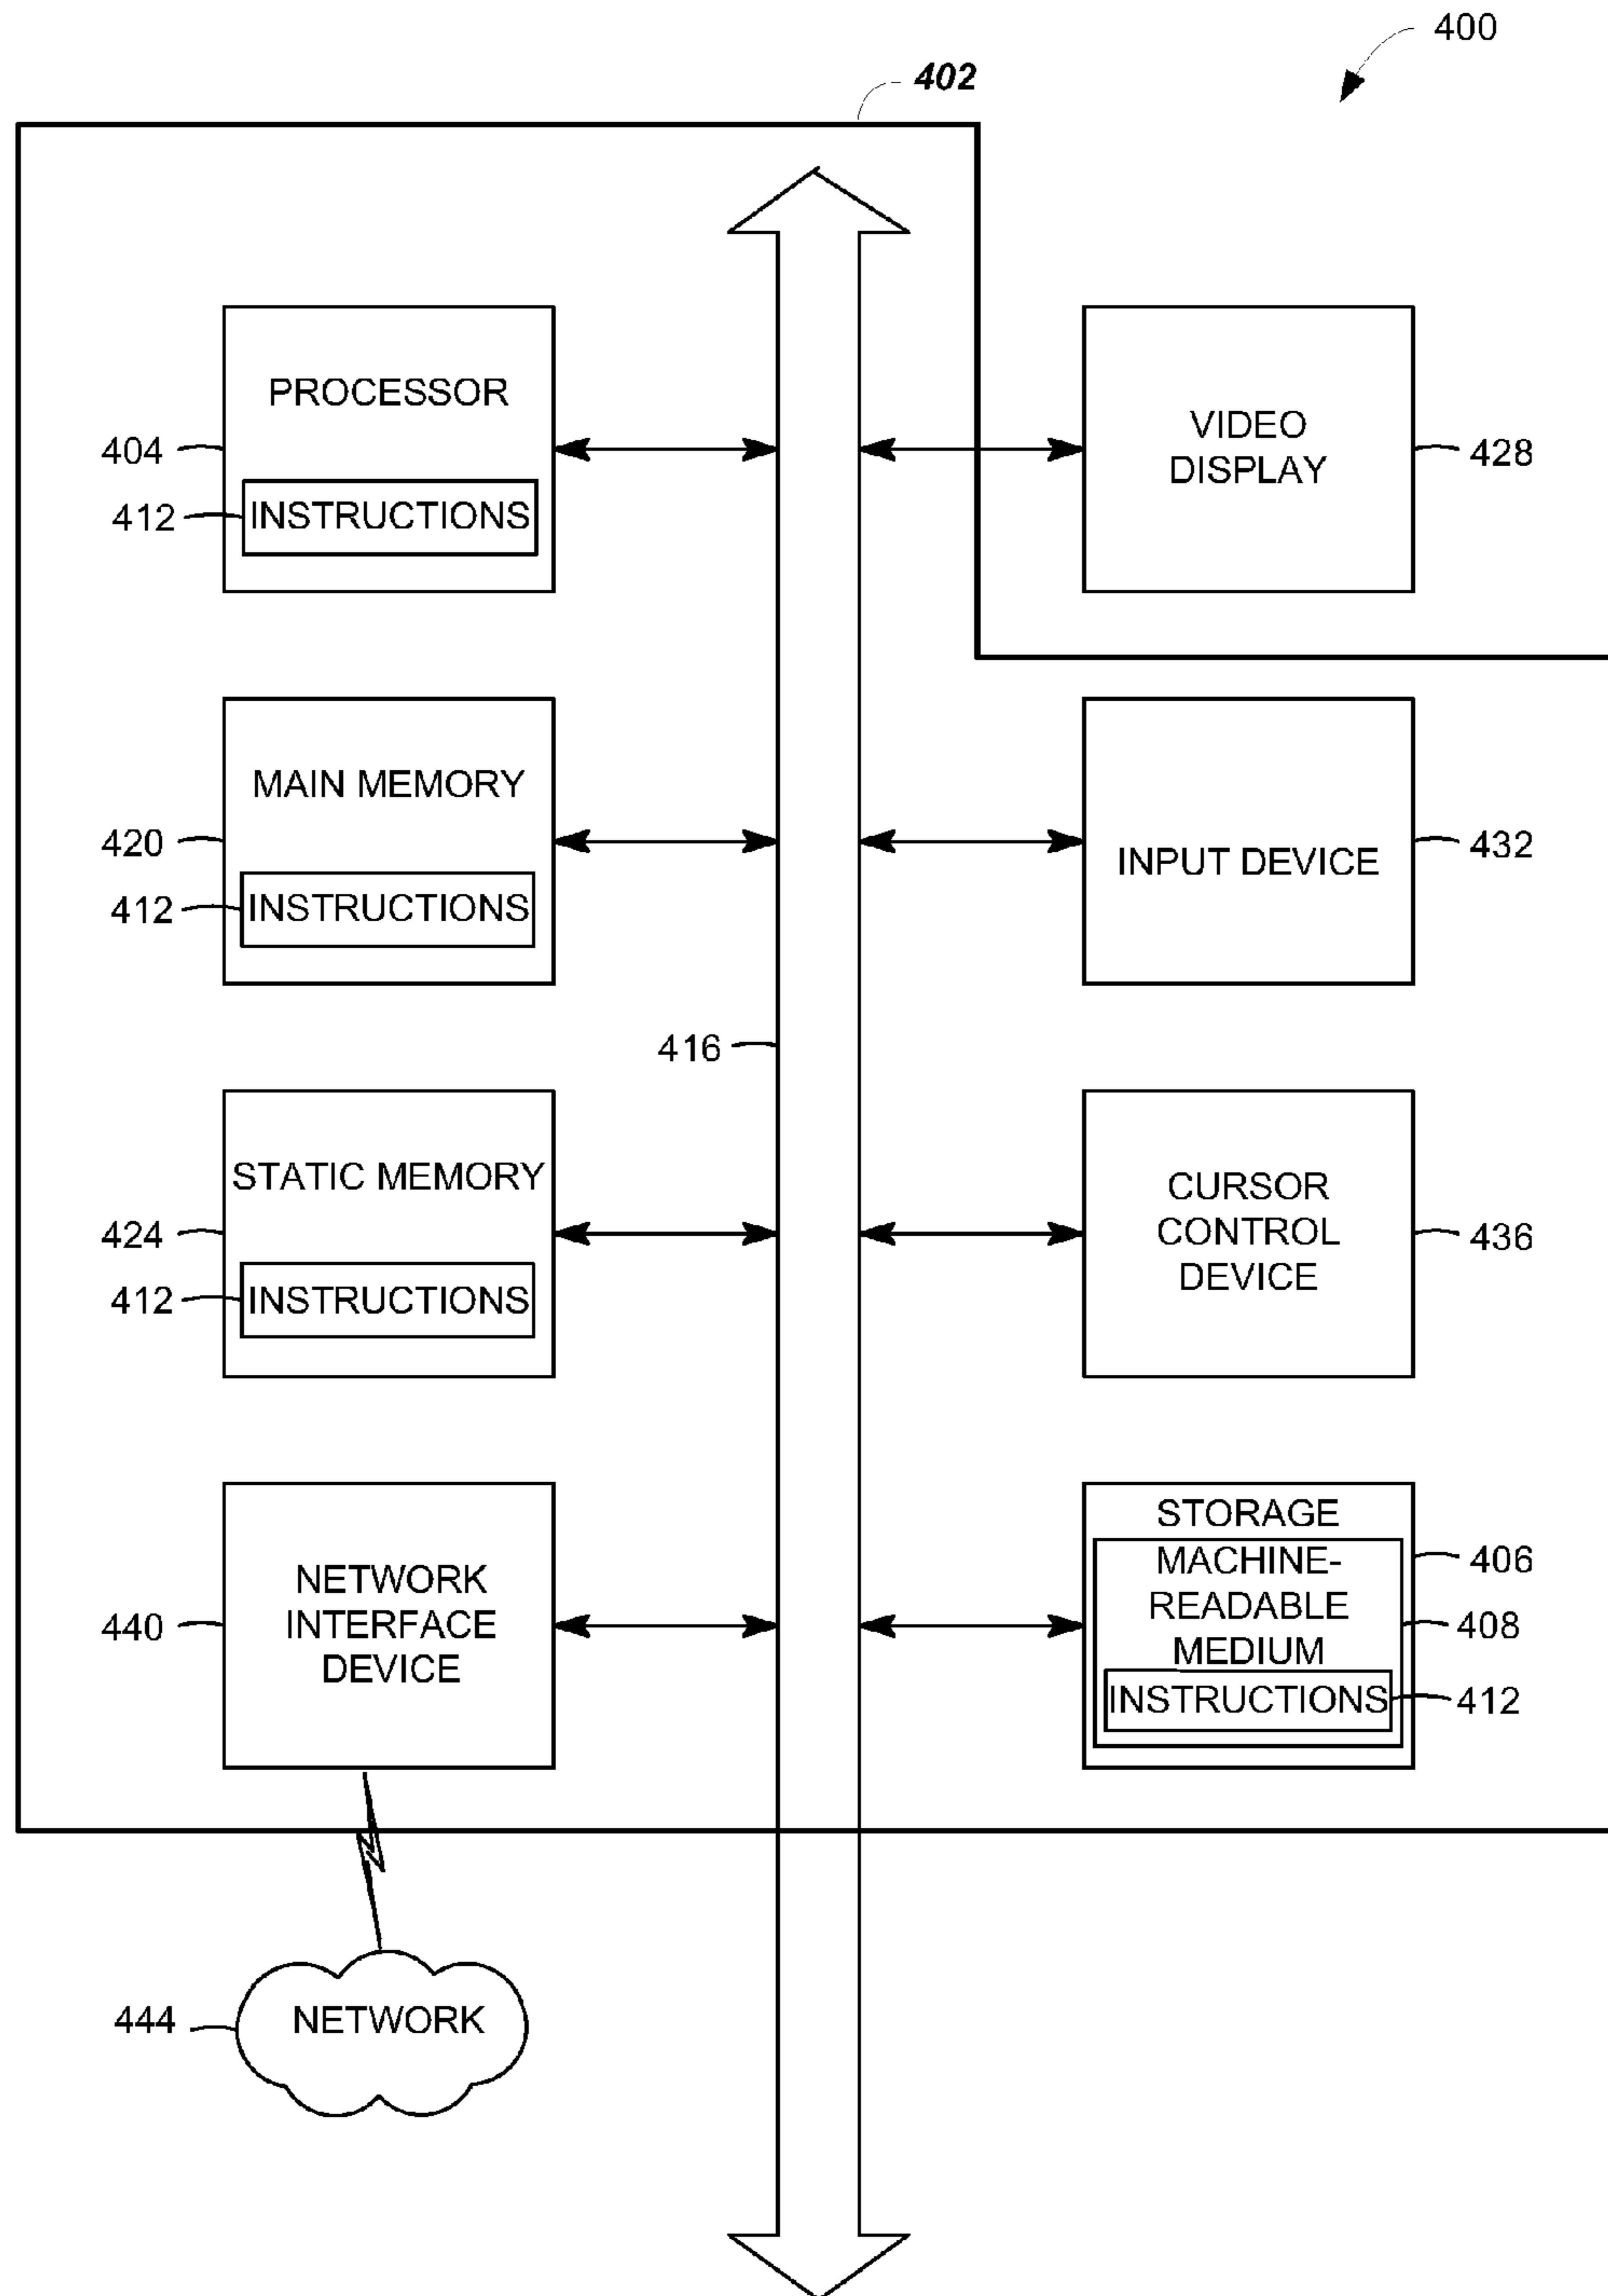 400
402
PROCESSOR
404
412
INSTRUCTIONS
VIDEO
DISPLAY
428
MAIN MEMORY
420
412
INSTRUCTIONS
INPUT DEVICE
432
416
STATIC MEMORY
424
412
INSTRUCTIONS
CURSOR
CONTROL
DEVICE
436
NETWORK
INTERFACE
DEVICE
440
STORAGE
406
MACHINE-
READABLE
MEDIUM
408
INSTRUCTIONS
412
444
NETWORK